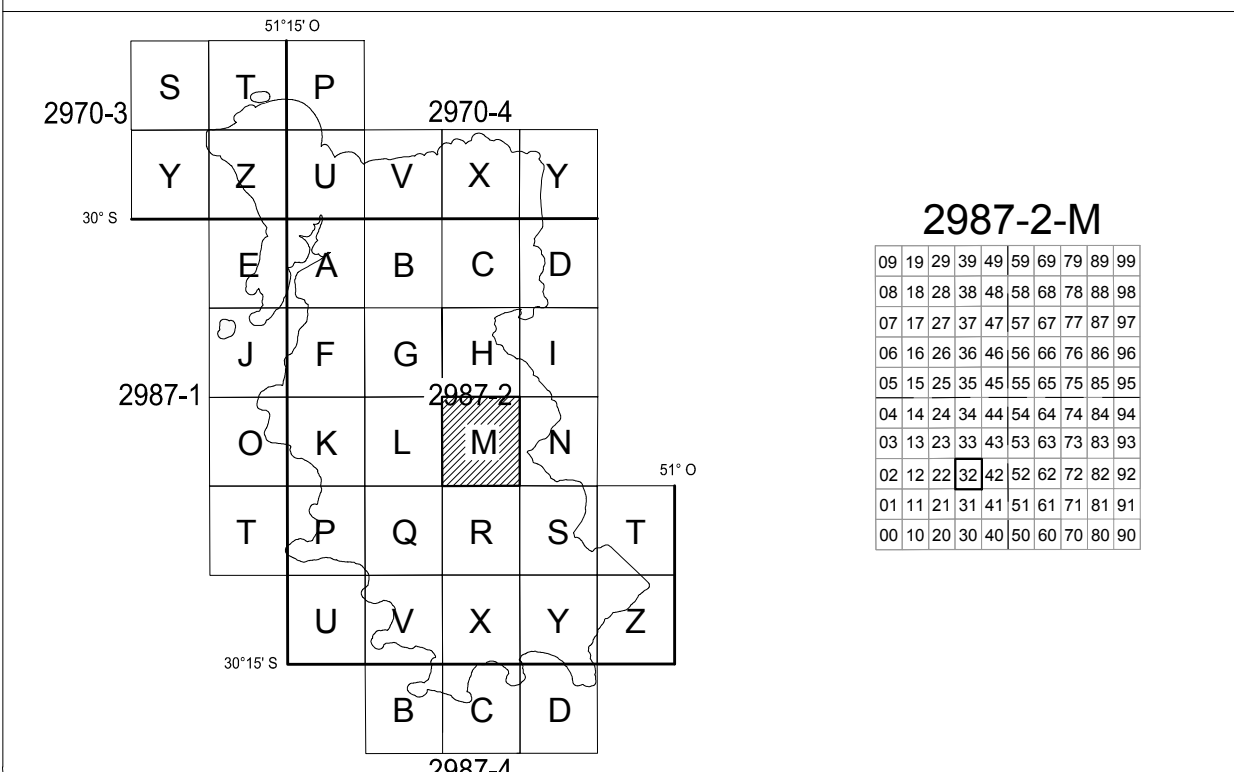 51°15' O
S T P
2970-3 2970-4
Y Z U V X Y
30° S
E A B C D
J F G H I
2987-1 2987-2
O K L M N
51° O
T P Q R S T
U V X Y Z
30°15' S
B C D
2987-4
2987-2-M
09 19 29 39 49 59 69 79 89 99
08 18 28 38 48 58 68 78 88 98
07 17 27 37 47 57 67 77 87 97
06 16 26 36 46 56 66 76 86 96
05 15 25 35 45 55 65 75 85 95
04 14 24 34 44 54 64 74 84 94
03 13 23 33 43 53 63 73 83 93
02 12 22 32 42 52 62 72 82 92
01 11 21 31 41 51 61 71 81 91
00 10 20 30 40 50 60 70 80 90